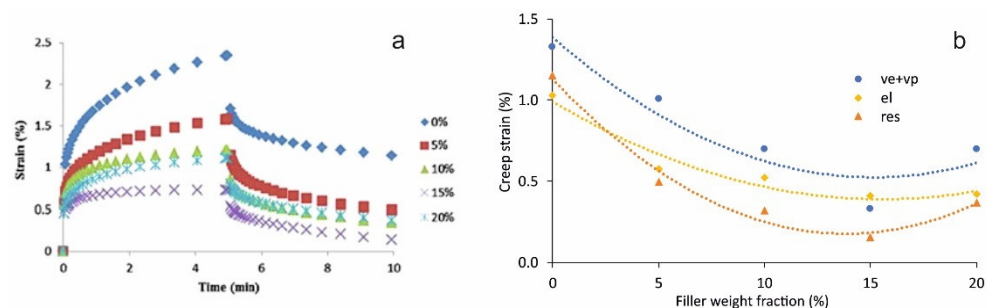 a
2.5
2
1.5
1
0.5
0
0 2 4 6 8 10
Strain (%)
Time (min)
0%
5%
10%
15%
20%
b
1.5
1.0
0.5
0.0
0 5 10 15 20
Creep strain (%)
Filler weight fraction (%)
ve+vp
el
res